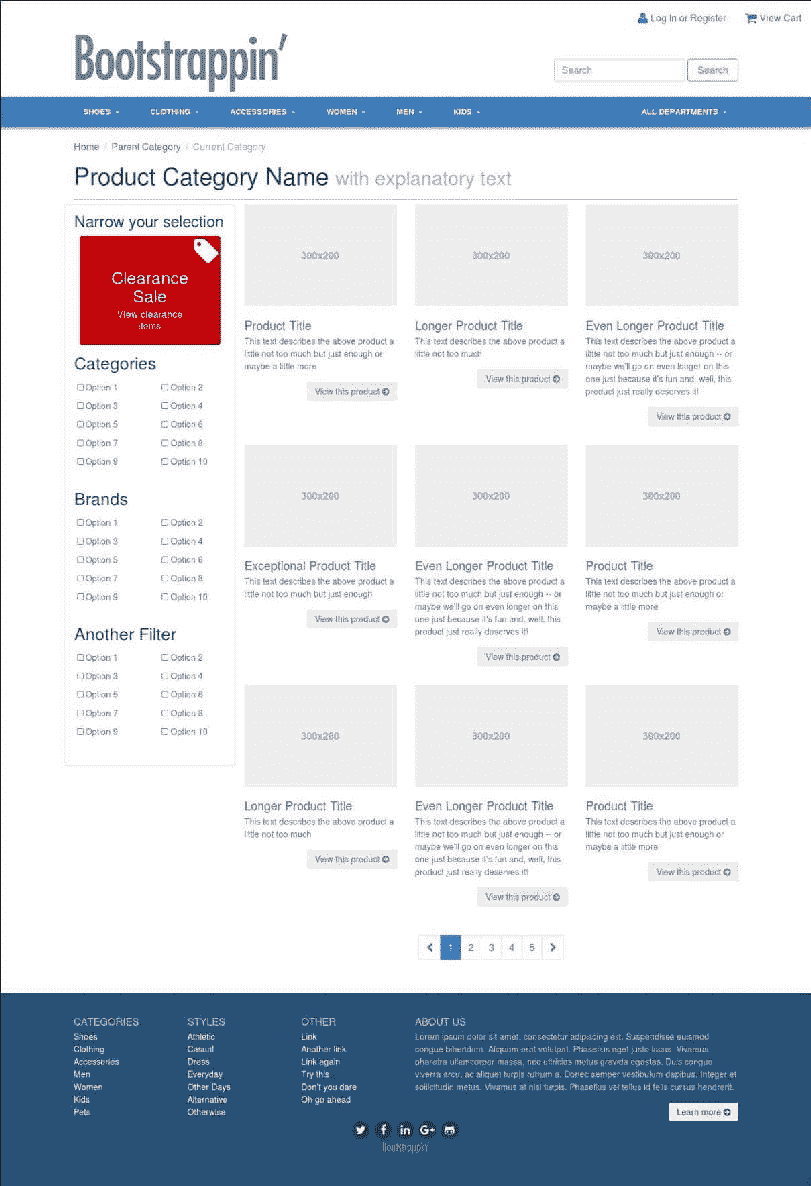 Log In or Register View Cart
Bootstrappin'
Search Search
SHOES CLOTHING ACCESSORIES WOMEN MEN KIDS ALL DEPARTMENTS
Home / Parent Category / Current Category
Product Category Name with explanatory text
Narrow your selection
Clearance
Sale
View clearance
items
Categories
Option 1 Option 2
Option 3 Option 4
Option 5 Option 6
Option 7 Option 8
Option 9 Option 10
Brands
Option 1 Option 2
Option 3 Option 4
Option 5 Option 6
Option 7 Option 8
Option 9 Option 10
Another Filter
Option 1 Option 2
Option 3 Option 4
Option 5 Option 6
Option 7 Option 8
Option 9 Option 10
300x200
Product Title
This text describes the above product a
little not too much but just enough or
maybe a little more
View this product
300x200
Longer Product Title
This text describes the above product a
little not too much
View this product
300x200
Even Longer Product Title
This text describes the above product a
little not too much but just enough -- or
maybe we'll go on even longer on this
one just because it's fun and, well, this
product just really deserves it!
View this product
300x200
Exceptional Product Title
This text describes the above product a
little not too much but just enough
View this product
300x200
Even Longer Product Title
This text describes the above product a
little not too much but just enough -- or
maybe we'll go on even longer on this
one just because it's fun and, well, this
product just really deserves it!
View this product
300x200
Product Title
This text describes the above product a
little not too much but just enough or
maybe a little more
View this product
300x200
Longer Product Title
This text describes the above product a
little not too much
View this product
300x200
Even Longer Product Title
This text describes the above product a
little not too much but just enough -- or
maybe we'll go on even longer on this
one just because it's fun and, well, this
product just really deserves it!
View this product
300x200
Product Title
This text describes the above product a
little not too much but just enough or
maybe a little more
View this product
1 2 3 4 5
CATEGORIES
Shoes
Clothing
Accessories
Men
Women
Kids
Pets
STYLES
Athletic
Casual
Dress
Everyday
Other Days
Alternative
Otherwise
OTHER
Link
Another link
Link again
Try this
Don't you dare
Oh go ahead
ABOUT US
Lorem ipsum dolor sit amet, consectetur adipiscing elit. Suspendisse euismod
congue bibendum. Aliquam erat volutpat. Phasellus eget justo lacus. Vivamus
pharetra ullamcorper massa, nec ultricies metus gravida egestas. Duis congue
viverra arcu, ac aliquet turpis rutrum a. Donec semper vestibulum dapibus. Integer et
sollicitudin metus. Vivamus at nisi turpis. Phasellus vel tellus id felis cursus hendrerit.
Learn more
Bootstrappin'